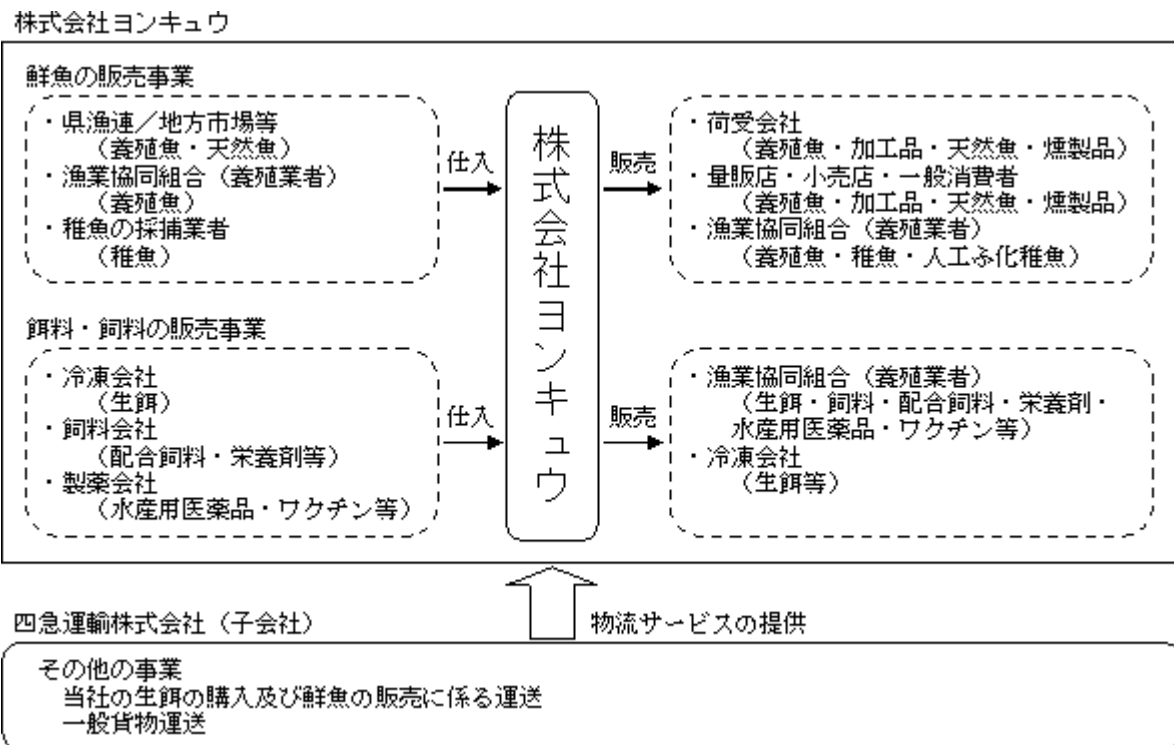 株式会社ヨンキュウ
鮮魚の販売事業
・県漁連／地方市場等
（養殖魚・天然魚）
・漁業協同組合（養殖業者）
（養殖魚）
・稚魚の採捕業者
（稚魚）
仕入
株式会社ヨンキュウ
販売
・荷受会社
（養殖魚・加工品・天然魚・燻製品）
・量販店・小売店・一般消費者
（養殖魚・加工品・天然魚・燻製品）
・漁業協同組合（養殖業者）
（養殖魚・稚魚・人工ふ化稚魚）
餌料・飼料の販売事業
・冷凍会社
（生餌）
・飼料会社
（配合飼料・栄養剤等）
・製薬会社
（水産用医薬品・ワクチン等）
仕入
販売
・漁業協同組合（養殖業者）
（生餌・飼料・配合飼料・栄養剤・
水産用医薬品・ワクチン等）
・冷凍会社
（生餌等）
四急運輸株式会社（子会社）
物流サービスの提供
その他の事業
当社の生餌の購入及び鮮魚の販売に係る運送
一般貨物運送